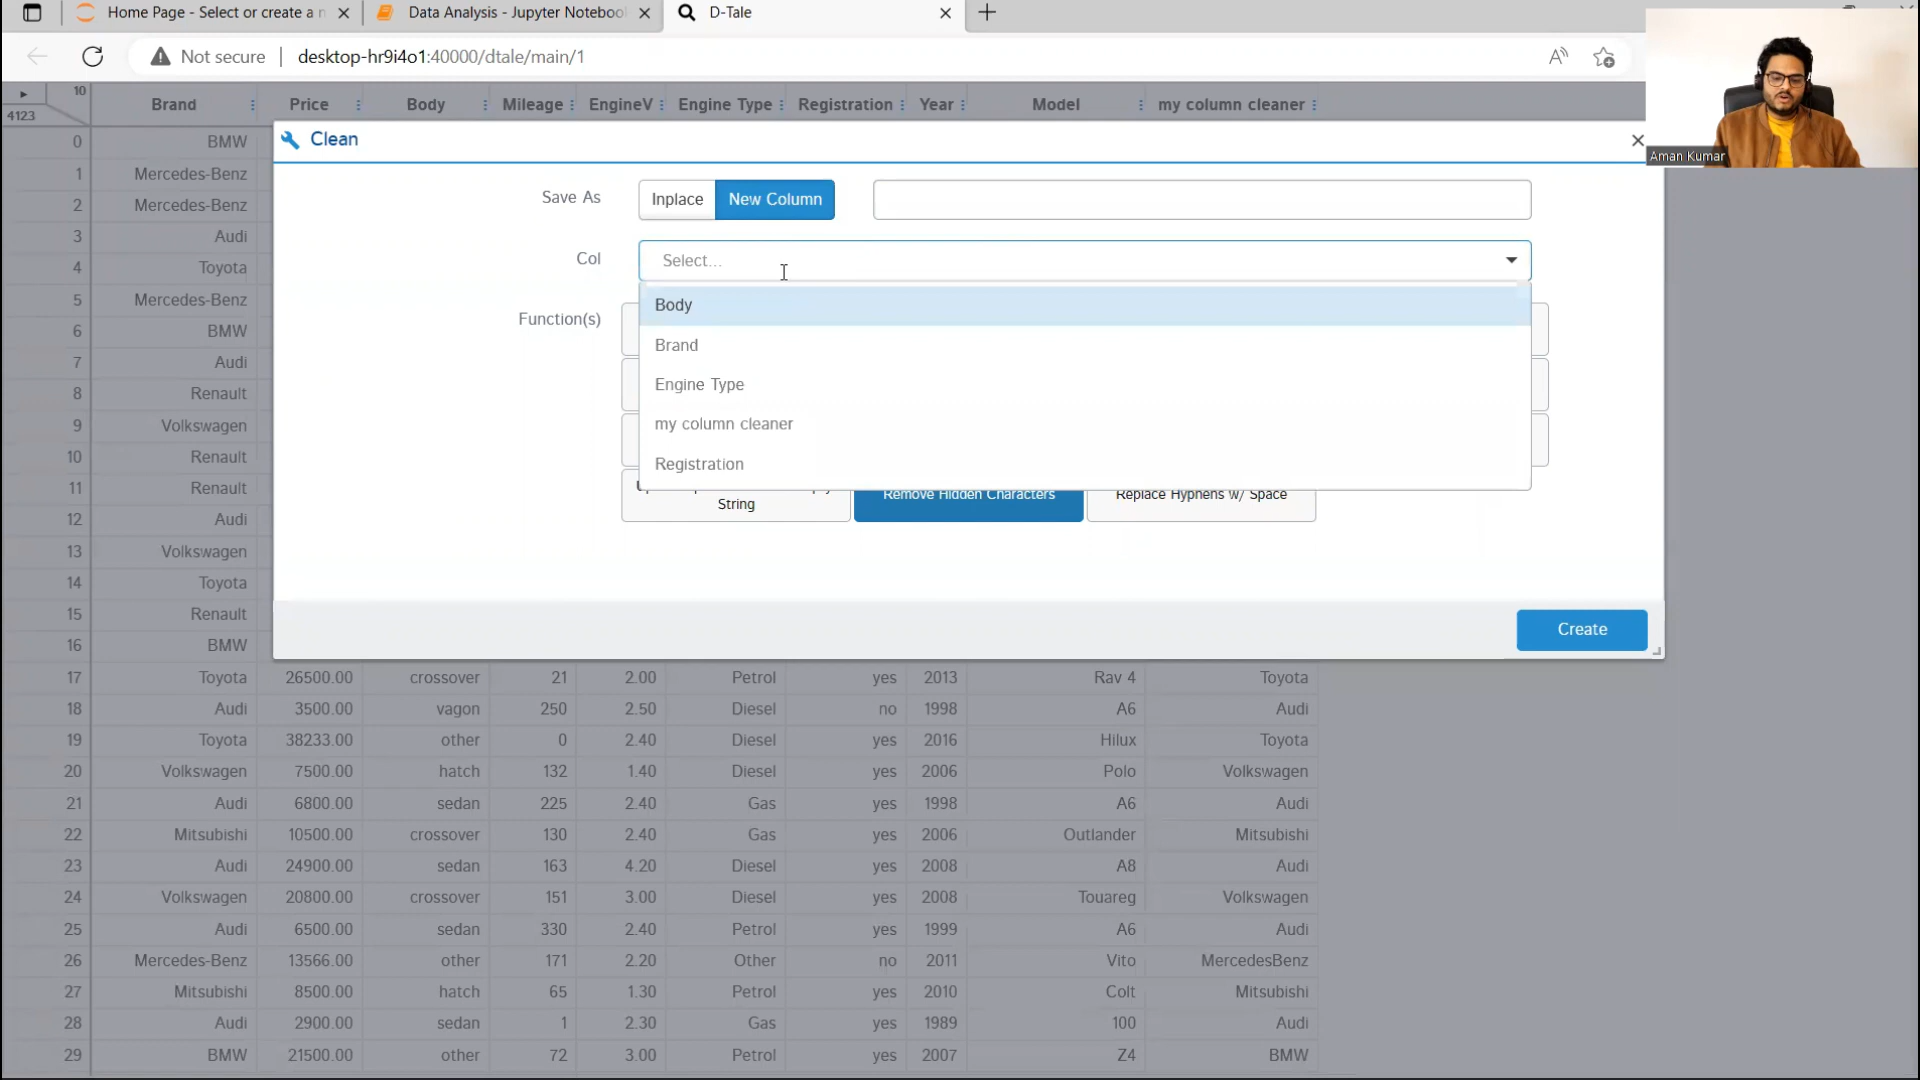 Home Page - Select or create a n
Data Analysis - Jupyter Noteboo
D-Tale
Not secure
desktop-hr9i4o1:40000/dtale/main/1
Aman Kumar
10
4123
Brand Price Body Mileage EngineV Engine Type Registration Year Model my column cleaner
Clean
Save As Inplace New Column
Col Select...
Body
Brand
Engine Type
my column cleaner
Registration
Function(s)
String
Remove Hidden Characters
Replace Hyphens w/ Space
Create
0 BMW
1 Mercedes-Benz
2 Mercedes-Benz
3 Audi
4 Toyota
5 Mercedes-Benz
6 BMW
7 Audi
8 Renault
9 Volkswagen
10 Renault
11 Renault
12 Audi
13 Volkswagen
14 Toyota
15 Renault
16 BMW
17 Toyota 26500.00 crossover 21 2.00 Petrol yes 2013 Rav 4 Toyota
18 Audi 3500.00 vagon 250 2.50 Diesel no 1998 A6 Audi
19 Toyota 38233.00 other 0 2.40 Diesel yes 2016 Hilux Toyota
20 Volkswagen 7500.00 hatch 132 1.40 Diesel yes 2006 Polo Volkswagen
21 Audi 6800.00 sedan 225 2.40 Gas yes 1998 A6 Audi
22 Mitsubishi 10500.00 crossover 130 2.40 Gas yes 2006 Outlander Mitsubishi
23 Audi 24900.00 sedan 163 4.20 Diesel yes 2008 A8 Audi
24 Volkswagen 20800.00 crossover 151 3.00 Diesel yes 2008 Touareg Volkswagen
25 Audi 6500.00 sedan 330 2.40 Petrol yes 1999 A6 Audi
26 Mercedes-Benz 13566.00 other 171 2.20 Other no 2011 Vito MercedesBenz
27 Mitsubishi 8500.00 hatch 65 1.30 Petrol yes 2010 Colt Mitsubishi
28 Audi 2900.00 sedan 1 2.30 Gas yes 1989 100 Audi
29 BMW 21500.00 other 72 3.00 Petrol yes 2007 Z4 BMW